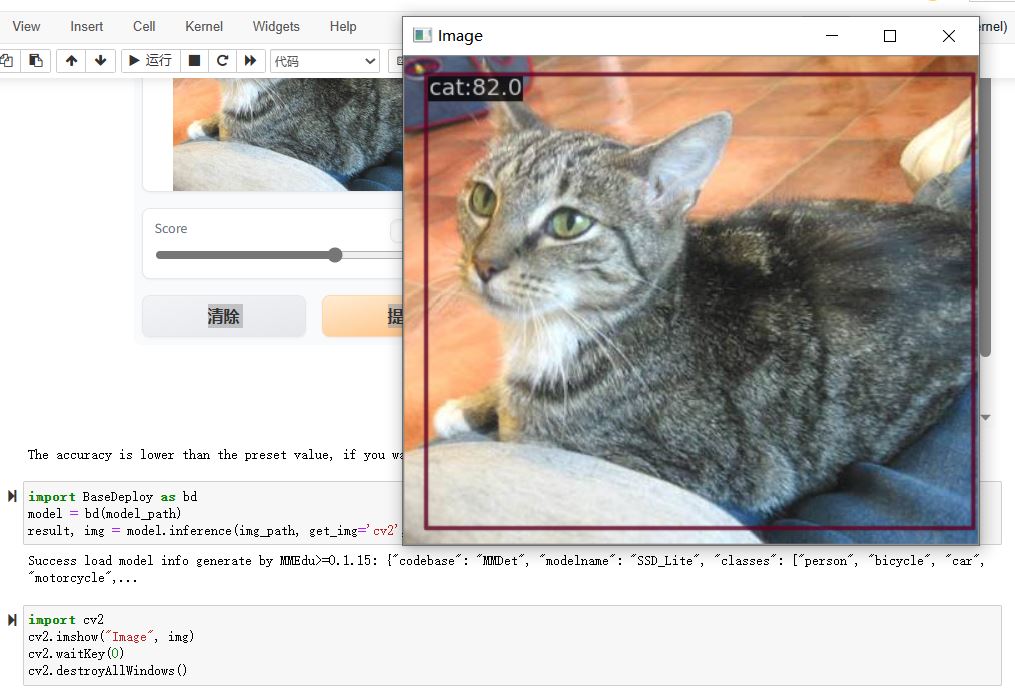 View Insert Cell Kernel Widgets Help
Image
运行
代码
cat:82.0
Score
清除
提
The accuracy is lower than the preset value, if you
import BaseDeploy as bd
model = bd(model_path)
result, img = model.inference(img_path, get_img='cv2'
Success load model info generate by MMEdu>=0.1.15: {"codebase": "MMDet", "modelname": "SSD_Lite", "classes": ["person", "bicycle", "car",
"motorcycle",...
import cv2
cv2.imshow("Image", img)
cv2.waitKey(0)
cv2.destroyAllWindows()